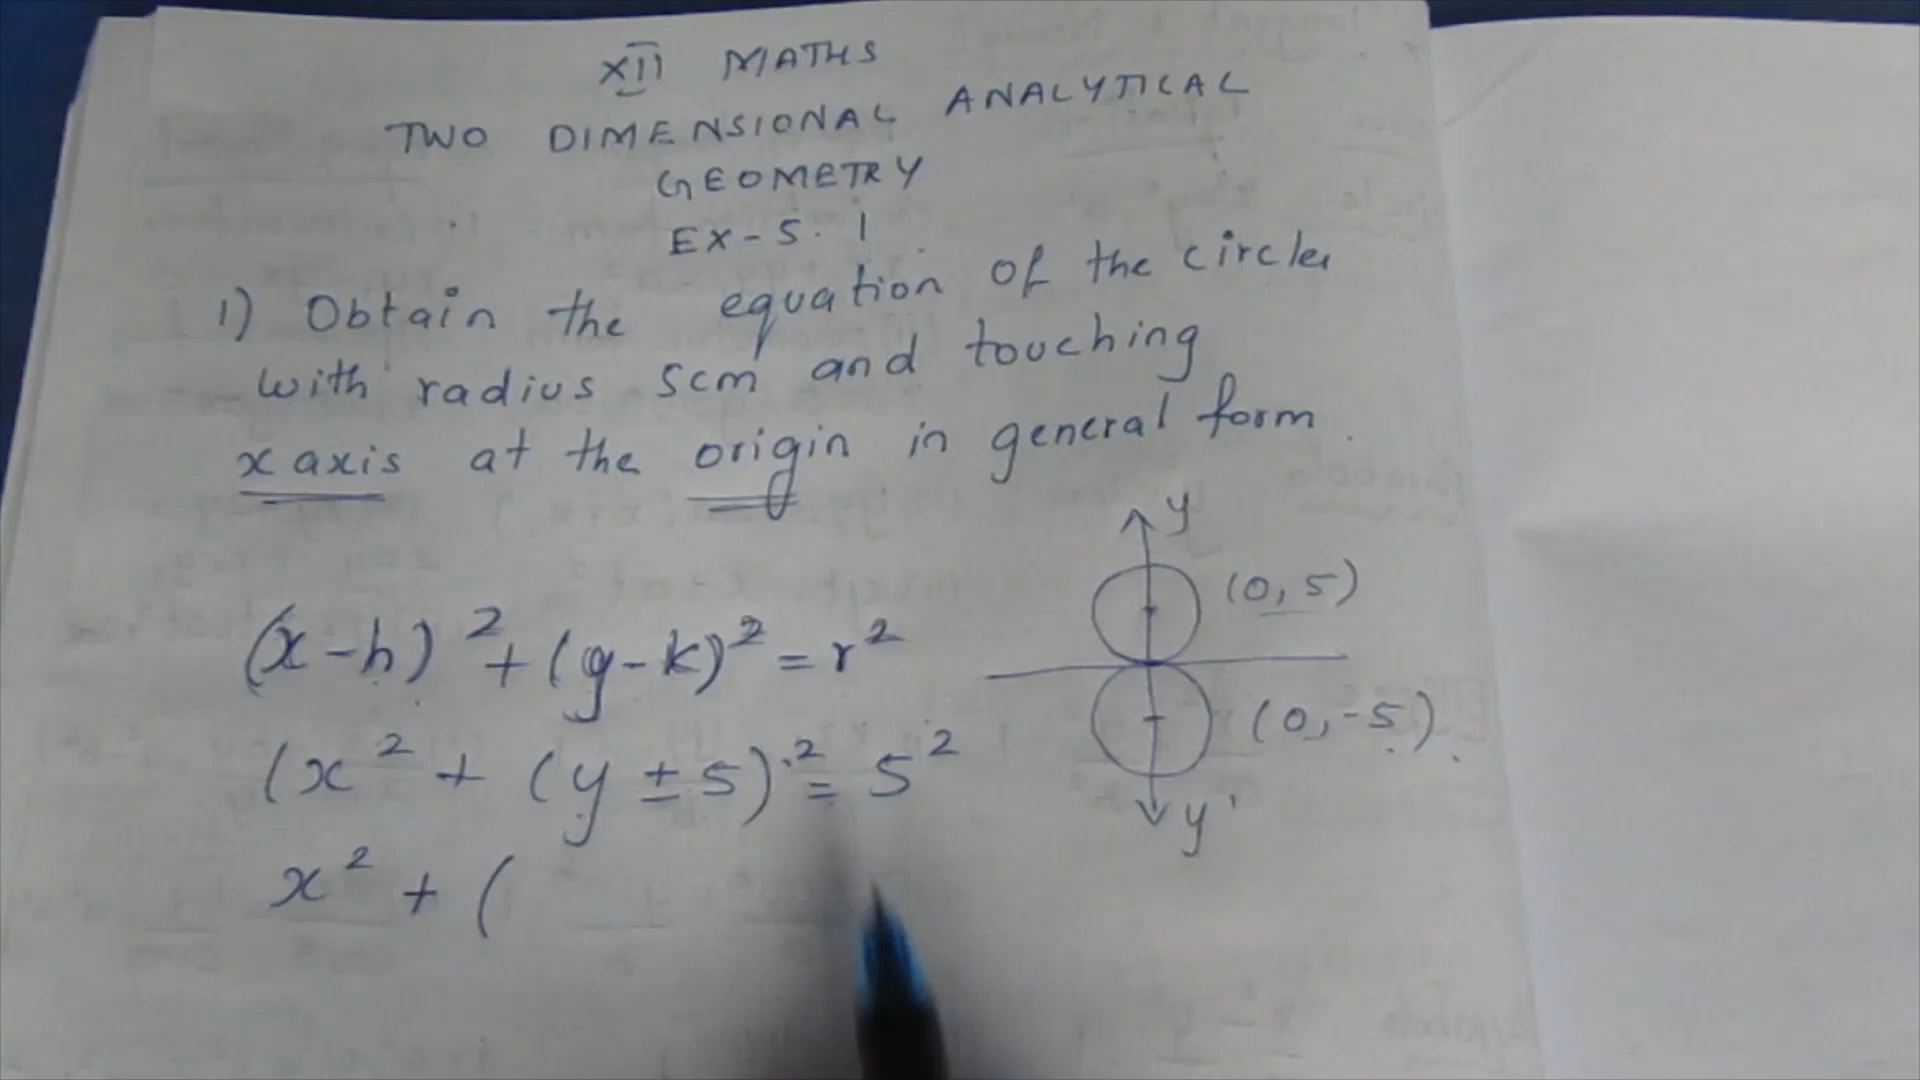 XII MATHS
TWO DIMENSIONAL ANALYTICAL
GEOMETRY
EX-5.1
1) Obtain the equation of the circles
with radius 5cm and touching
x axis at the origin in general form.
y
(0, 5)
(x-h)²+(y-k)²=r²
(0,-5)
(x²+(y±5)²=5²
y'
x²+(